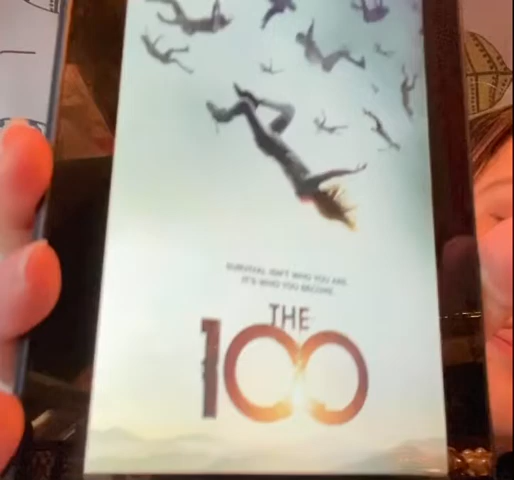 SURVIVAL ISN'T WHO YOU ARE.
IT'S WHO YOU BECOME.
THE
100